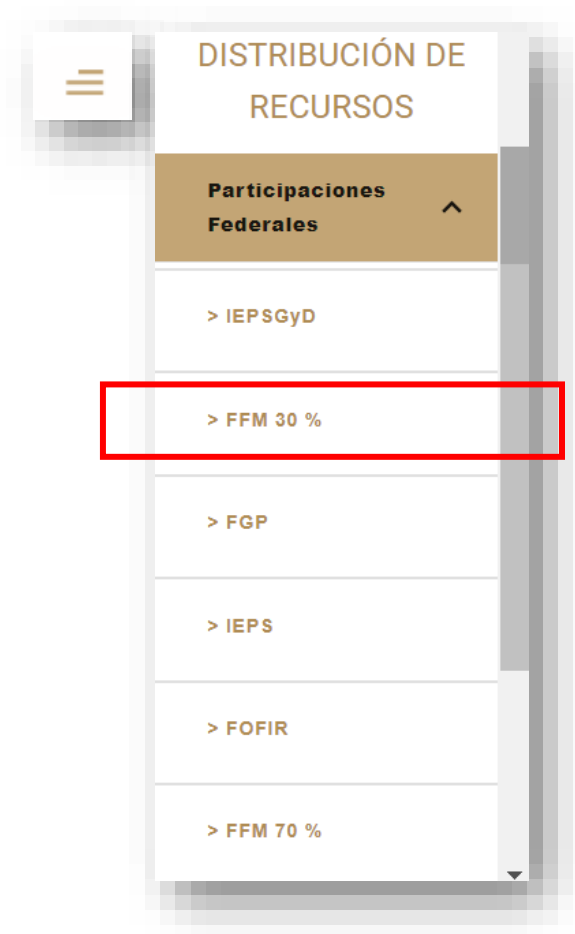 DISTRIBUCIÓN DE
RECURSOS
Participaciones
Federales
> IEPSGyD
> FFM 30 %
> FGP
> IEPS
> FOFIR
> FFM 70 %